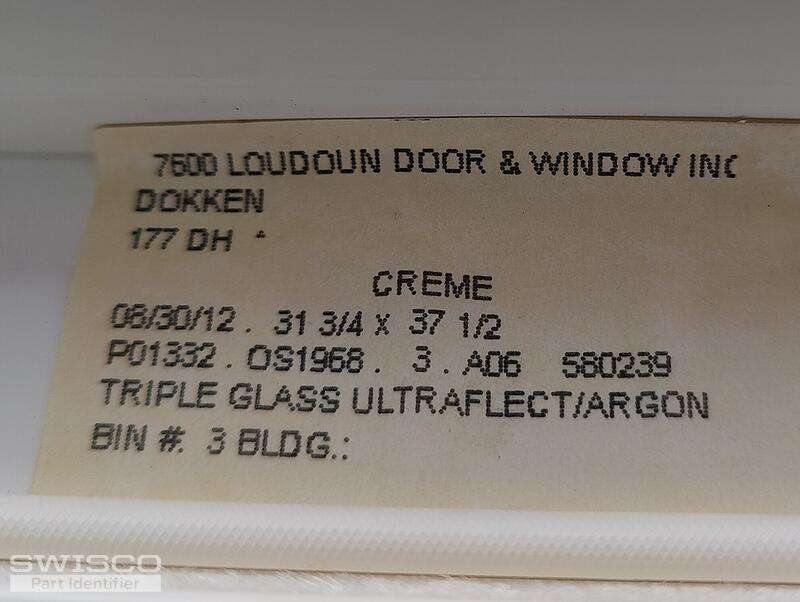 7600 LOUDOUN DOOR & WINDOW INC
DOKKEN
177 DH *
CREME
08/30/12 . 31 3/4 X 37 1/2
P01332 . OS1968 . 3 . A06 580239
TRIPLE GLASS ULTRAFLECT/ARGON
BIN #: 3 BLDG.:
SWISCO
Part Identifier